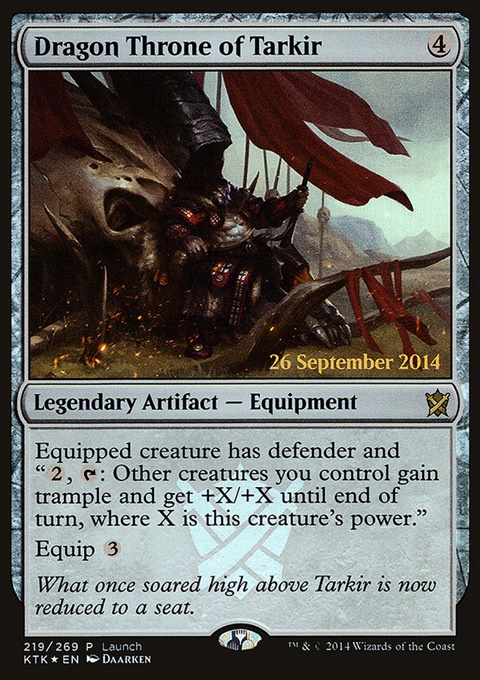 Dragon Throne of Tarkir 4
26 September 2014
Legendary Artifact — Equipment
Equipped creature has defender and
“2, T: Other creatures you control gain
trample and get +X/+X until end of
turn, where X is this creature's power.”
Equip 3
What once soared high above Tarkir is now
reduced to a seat.
219/269 P Launch
KTK★EN Daarken
™ & © 2014 Wizards of the Coast